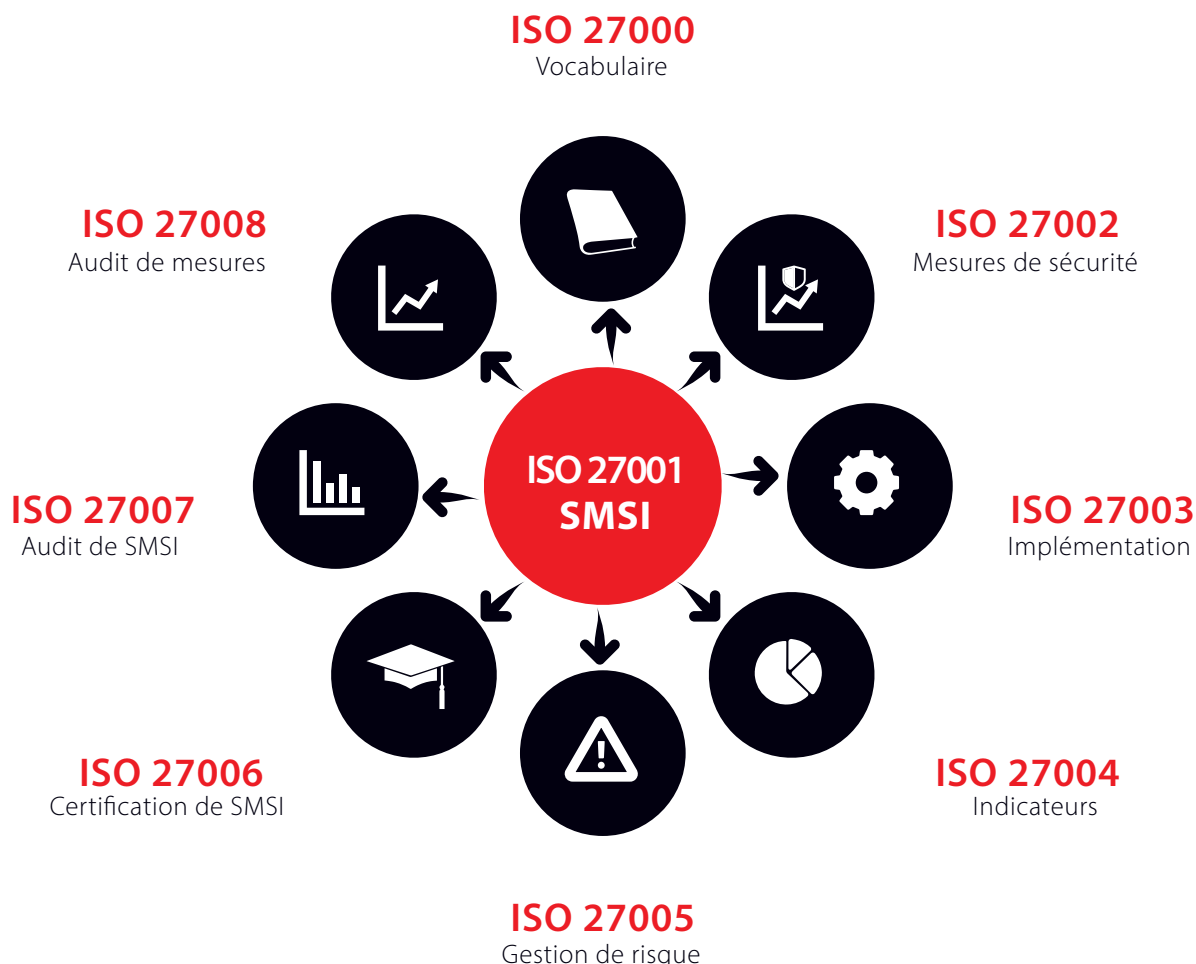 ISO 27000
Vocabulaire
ISO 27008
Audit de mesures
ISO 27002
Mesures de sécurité
ISO 27001
SMSI
ISO 27007
Audit de SMSI
ISO 27003
Implémentation
ISO 27006
Certification de SMSI
ISO 27004
Indicateurs
ISO 27005
Gestion de risque